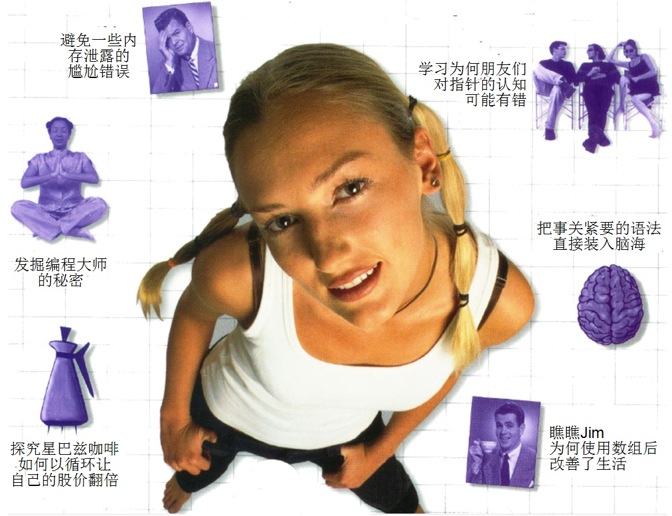 避免一些内
存泄露的
尴尬错误
学习为何朋友们
对指针的认知
可能有错
发掘编程大师
的秘密
把事关紧要的语法
直接装入脑海
探究星巴兹咖啡
如何以循环让
自己的股价翻倍
瞧瞧Jim
为何使用数组后
改善了生活